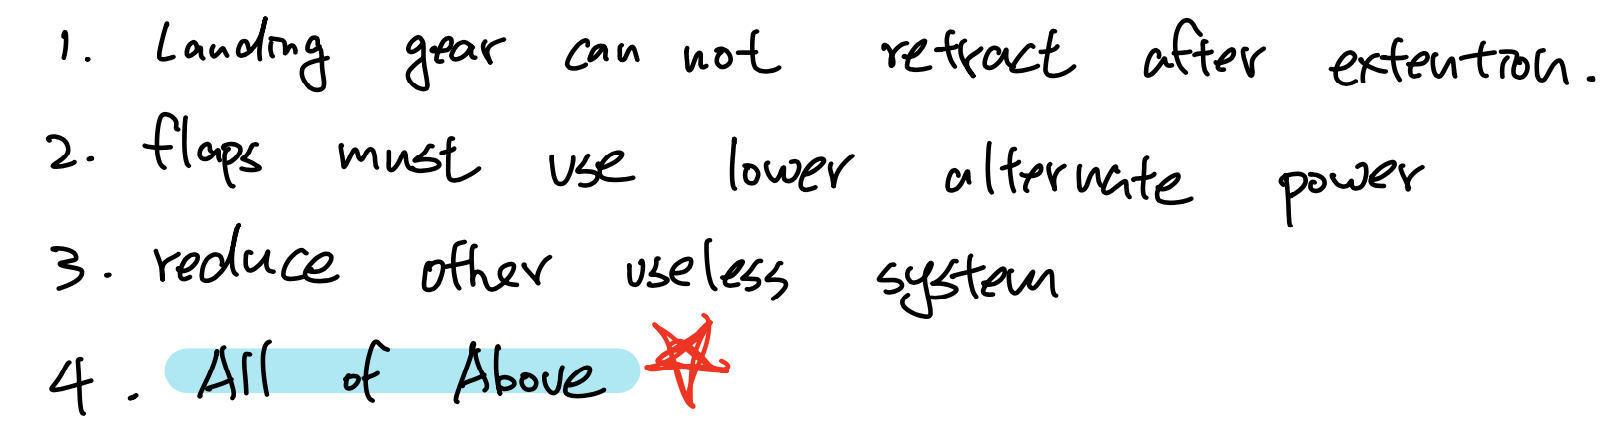 1. Landing gear can not retract after extention.
2. flaps must use lower alternate power
3. reduce other useless system
4. All of Above